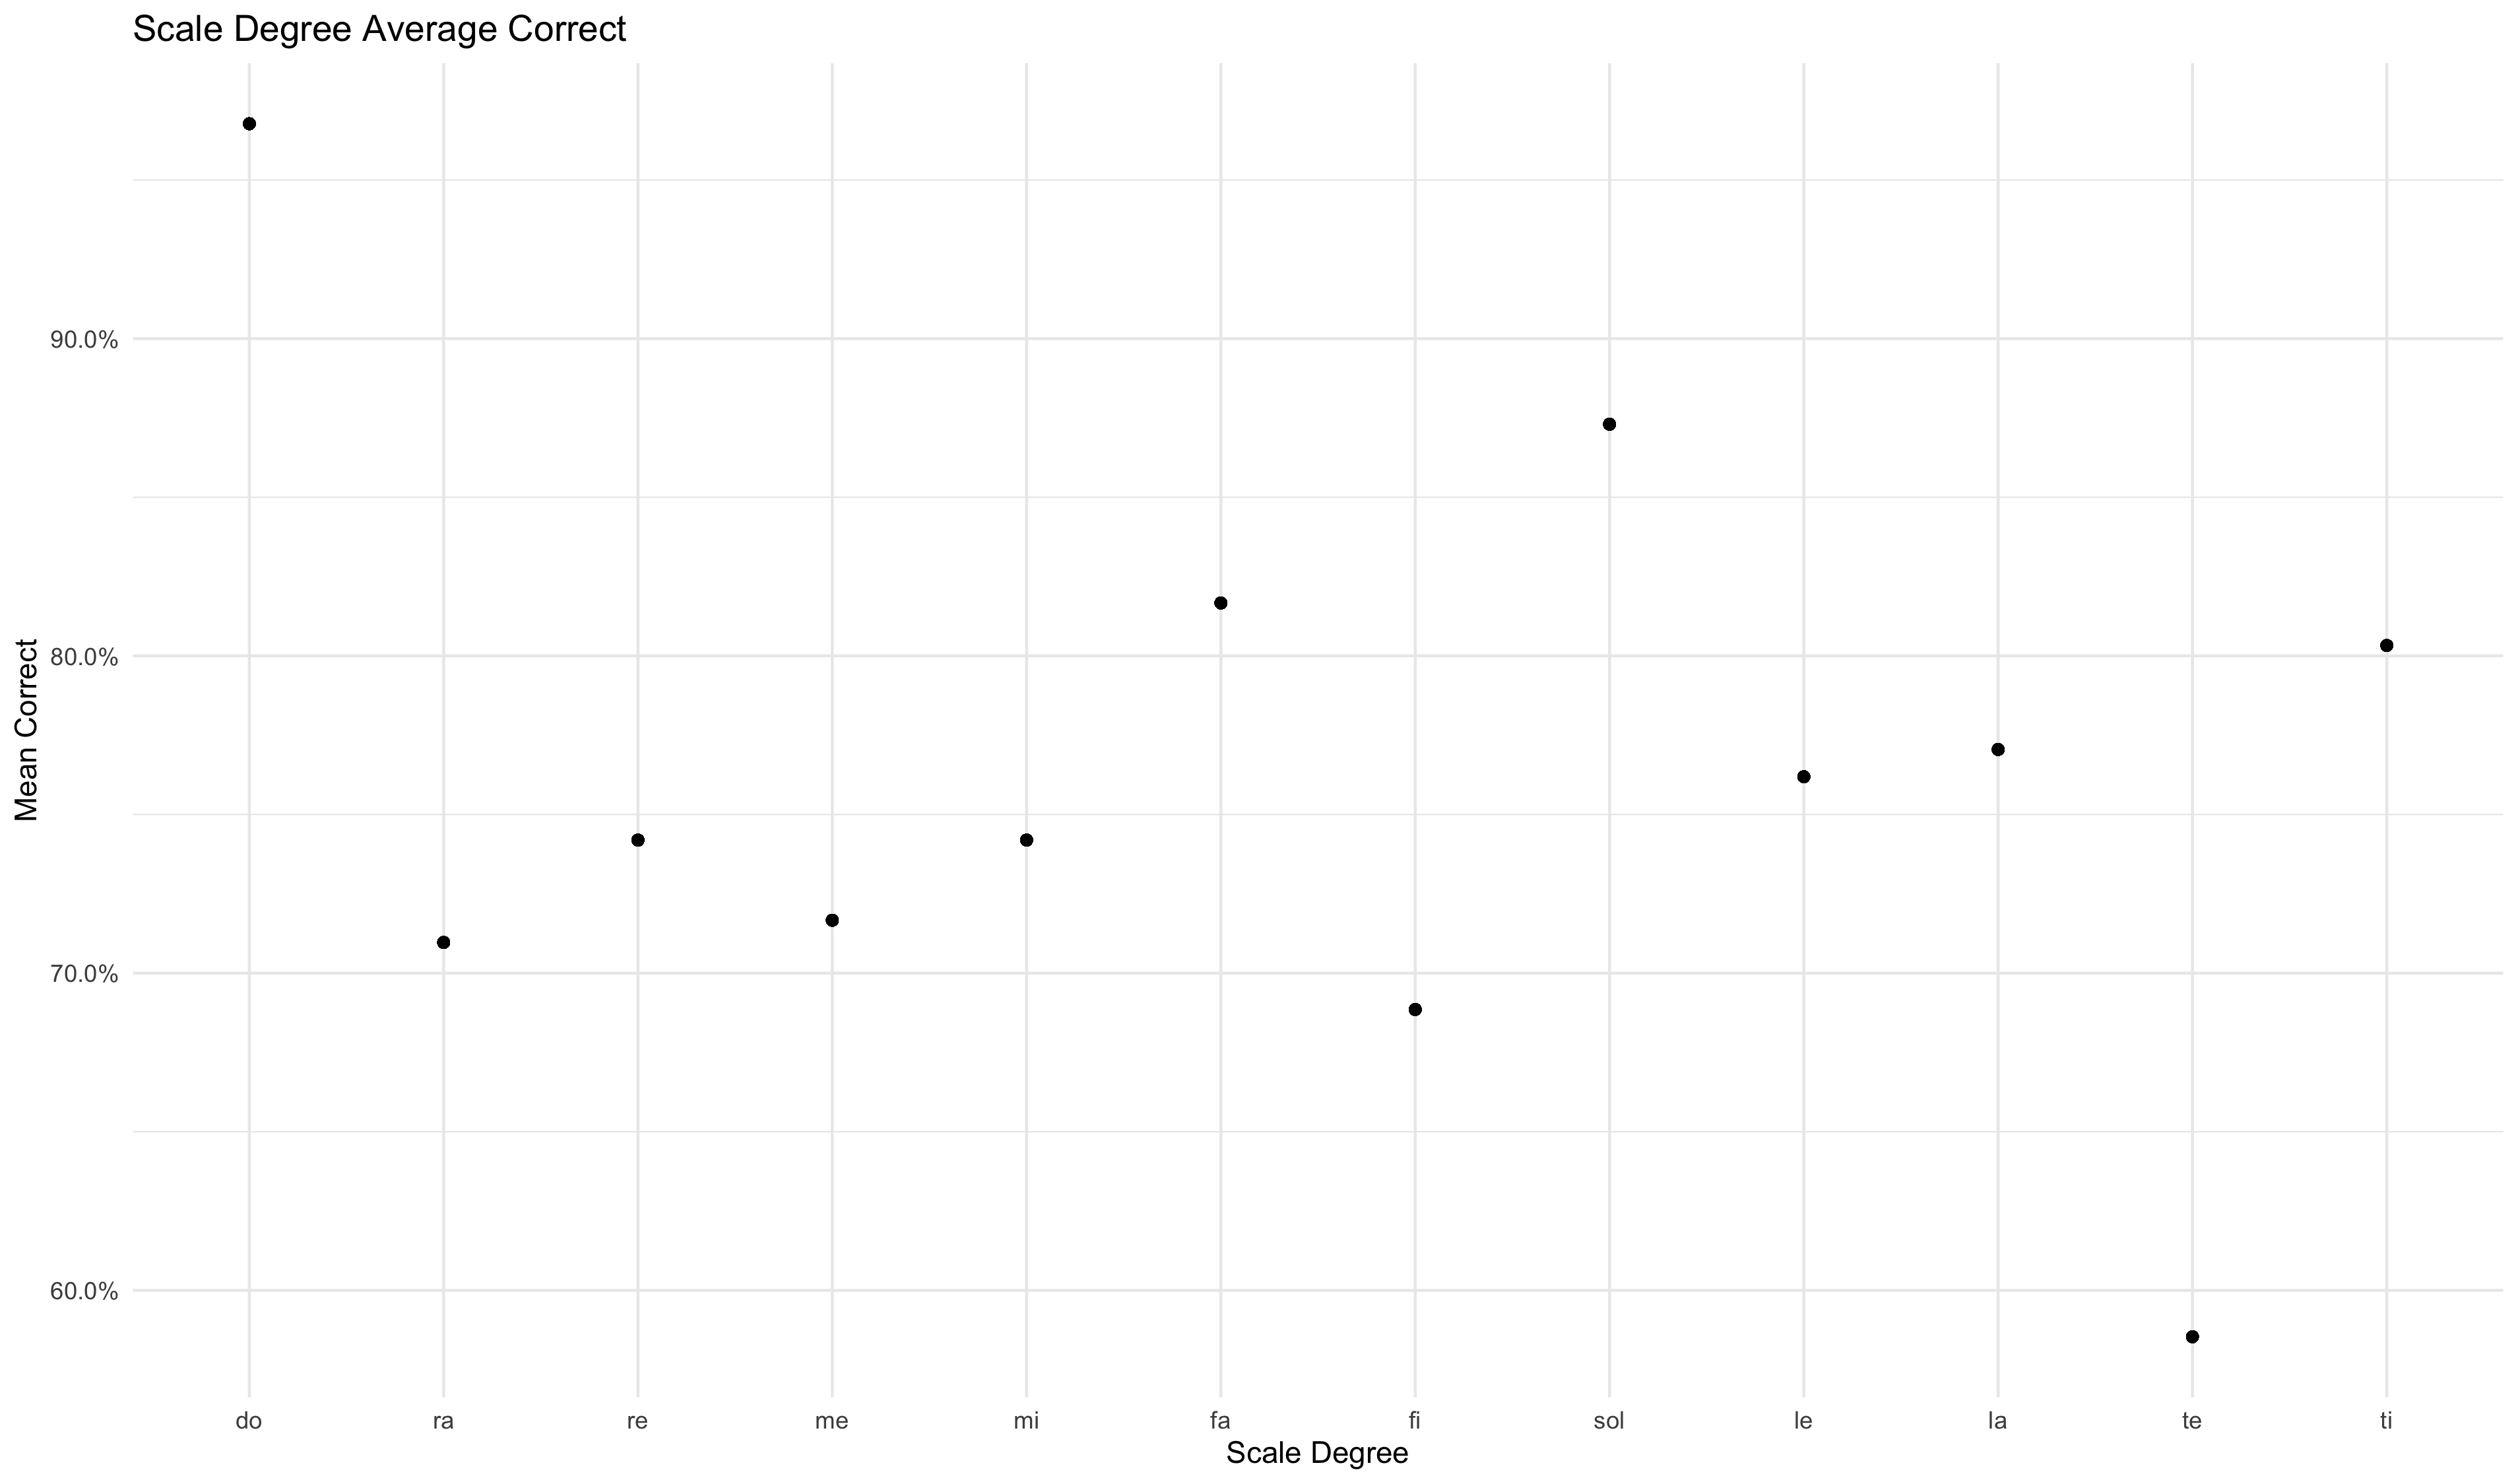 Scale Degree Average Correct
90.0%
80.0%
70.0%
60.0%
Mean Correct
do ra re me mi fa fi sol le la te ti
Scale Degree